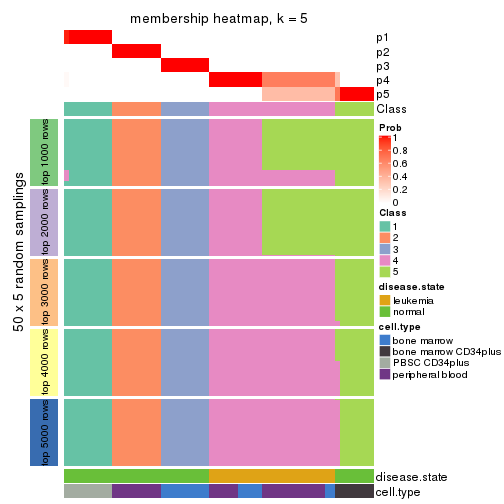 membership heatmap, k = 5
p1
p2
p3
p4
p5
Class
50 x 5 random samplings
top 1000 rows
top 2000 rows
top 3000 rows
top 4000 rows
top 5000 rows
disease.state
cell.type
Prob
1
0.8
0.6
0.4
0.2
0
Class
1
2
3
4
5
disease.state
leukemia
normal
cell.type
bone marrow
bone marrow CD34plus
PBSC CD34plus
peripheral blood